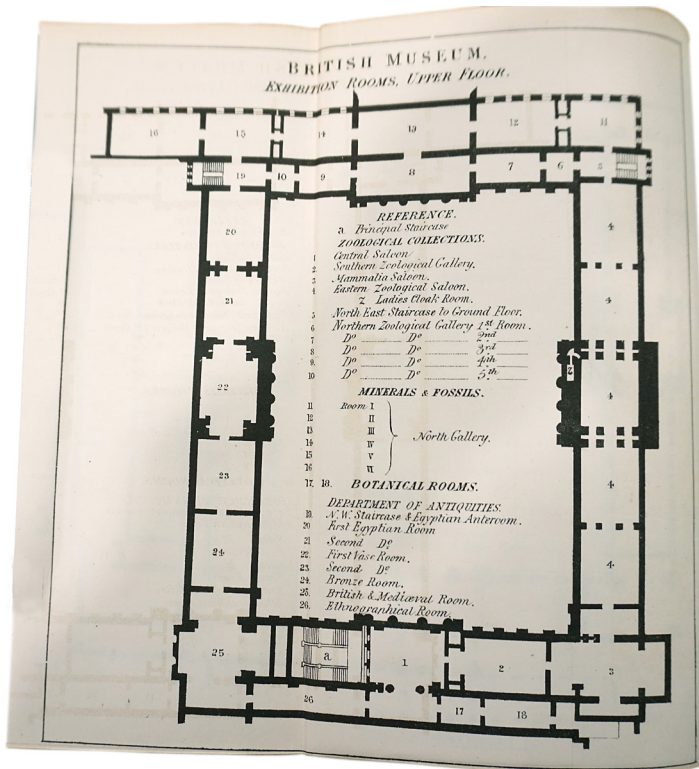 BRITISH MUSEUM.
EXHIBITION ROOMS, UPPER FLOOR.
16
15
14
13
12
11
19
10
9
8
7
6
5
20
21
22
23
24
25
4
4
4
4
4
REFERENCE.
a Principal Staircase
ZOOLOGICAL COLLECTIONS.
1 Central Saloon
2. Southern Zoological Gallery.
3 Mammalia Saloon.
4 Eastern Zoological Saloon.
z Ladies Cloak Room.
5 North East Staircase to Ground Floor.
6 Northern Zoological Gallery 1st Room.
7 Do Do 2nd
8 Do Do 3rd
9. Do Do 4th
10 Do Do 5th
MINERALS & FOSSILS.
11 Room I
12 II
13 III
14 IV
15 V
16 VI
North Gallery.
17. 18. BOTANICAL ROOMS.
DEPARTMENT OF ANTIQUITIES.
19. N.W. Staircase & Egyptian Anteroom.
20 First Egyptian Room
21 Second Do
22. First Vase Room.
23. Second Do
24. Bronze Room.
25. British & Mediæval Room.
26. Ethnographical Room.
z
a
1
2
3
26
17
18